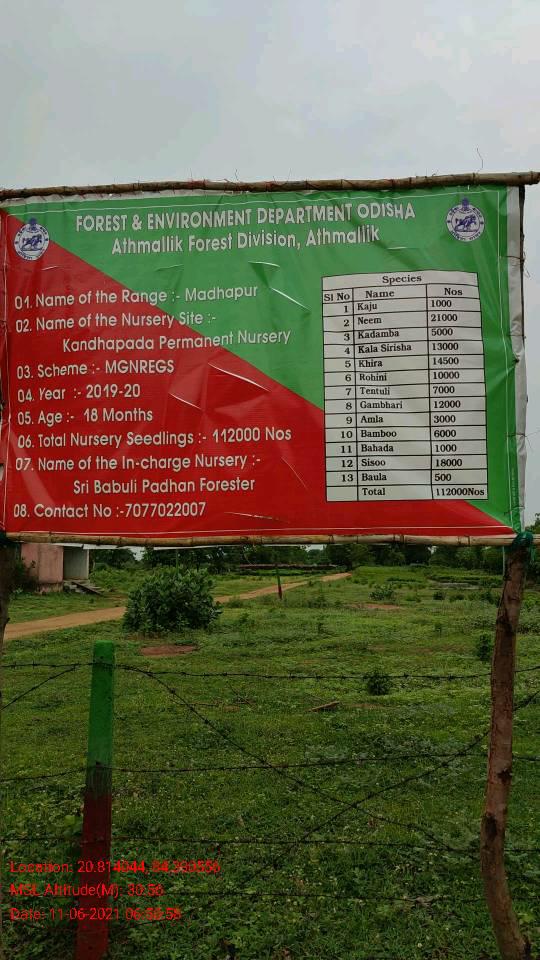 FOREST & ENVIRONMENT DEPARTMENT ODISHA
Athmallik Forest Division, Athmallik
01. Name of the Range :- Madhapur
02. Name of the Nursery Site :-
Kandhapada Permanent Nursery
03. Scheme :- MGNREGS
04. Year :- 2019-20
05. Age :- 18 Months
06. Total Nursery Seedlings :- 112000 Nos
07. Name of the In-charge Nursery :-
Sri Babuli Padhan Forester
08. Contact No :-7077022007
Species
Sl No Name Nos
1 Kaju 1000
2 Neem 21000
3 Kadamba 5000
4 Kala Sirisha 13000
5 Khira 14500
6 Rohini 10000
7 Tentuli 7000
8 Gambhari 12000
9 Amla 3000
10 Bamboo 6000
11 Bahada 1000
12 Sisoo 18000
13 Baula 500
Total 112000Nos
Location: 20.814044, 84.300556
MSL Altitude(M): 30.56
Date: 11-06-2021